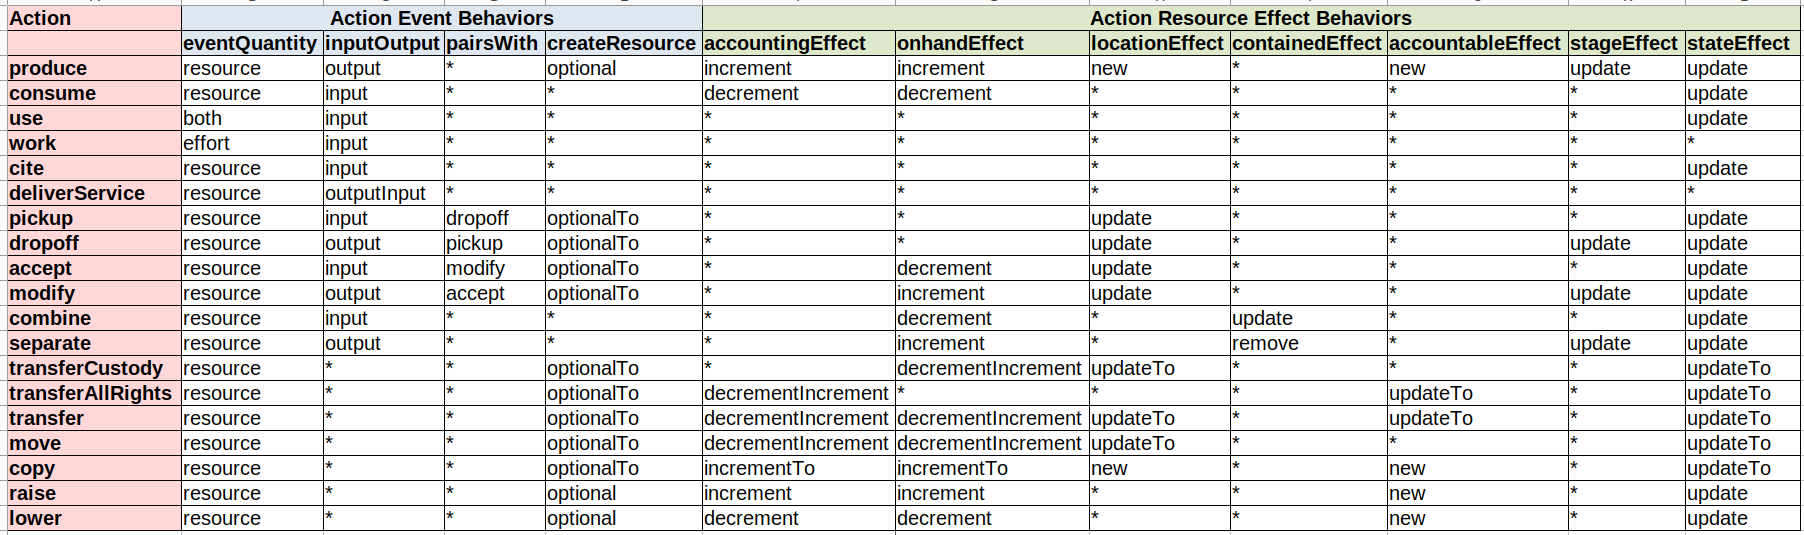 Action Action Event Behaviors Action Resource Effect Behaviors
eventQuantity inputOutput pairsWith createResource accountingEffect onhandEffect locationEffect containedEffect accountableEffect stageEffect stateEffect
produce resource output * optional increment increment new * new update update
consume resource input * * decrement decrement * * * * update
use both input * * * * * * * * update
work effort input * * * * * * * * *
cite resource input * * * * * * * * update
deliverService resource outputInput * * * * * * * * *
pickup resource input dropoff optionalTo * * update * * * update
dropoff resource output pickup optionalTo * * update * * update update
accept resource input modify optionalTo * decrement update * * * update
modify resource output accept optionalTo * increment update * * update update
combine resource input * * * decrement * update * * update
separate resource output * * * increment * remove * update update
transferCustody resource * * optionalTo * decrementIncrement updateTo * * * updateTo
transferAllRights resource * * optionalTo decrementIncrement * * * updateTo * updateTo
transfer resource * * optionalTo decrementIncrement decrementIncrement updateTo * updateTo * updateTo
move resource * * optionalTo decrementIncrement decrementIncrement updateTo * * * updateTo
copy resource * * optionalTo incrementTo incrementTo new * new * updateTo
raise resource * * optional increment increment * * new * update
lower resource * * optional decrement decrement * * new * update